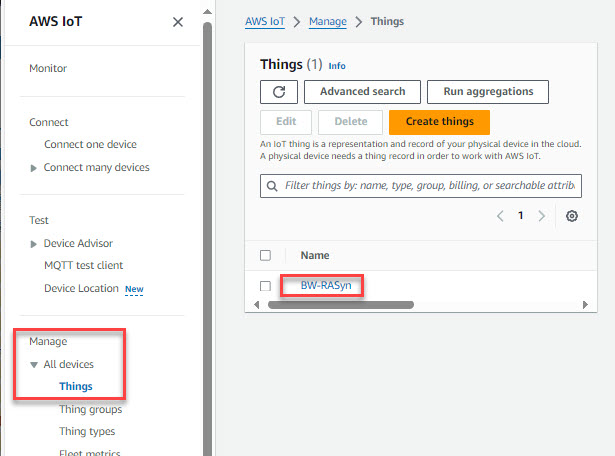 AWS IoT
Monitor
Connect
Connect one device
Connect many devices
Test
Device Advisor
MQTT test client
Device Location New
Manage
All devices
Things
Thing groups
Thing types
Fleet metrics
AWS IoT > Manage > Things
Things (1) Info
Advanced search Run aggregations
Edit Delete Create things
An IoT thing is a representation and record of your physical device in the cloud.
A physical device needs a thing record in order to work with AWS IoT.
Filter things by: name, type, group, billing, or searchable attrib
1
Name
BW-RASyn